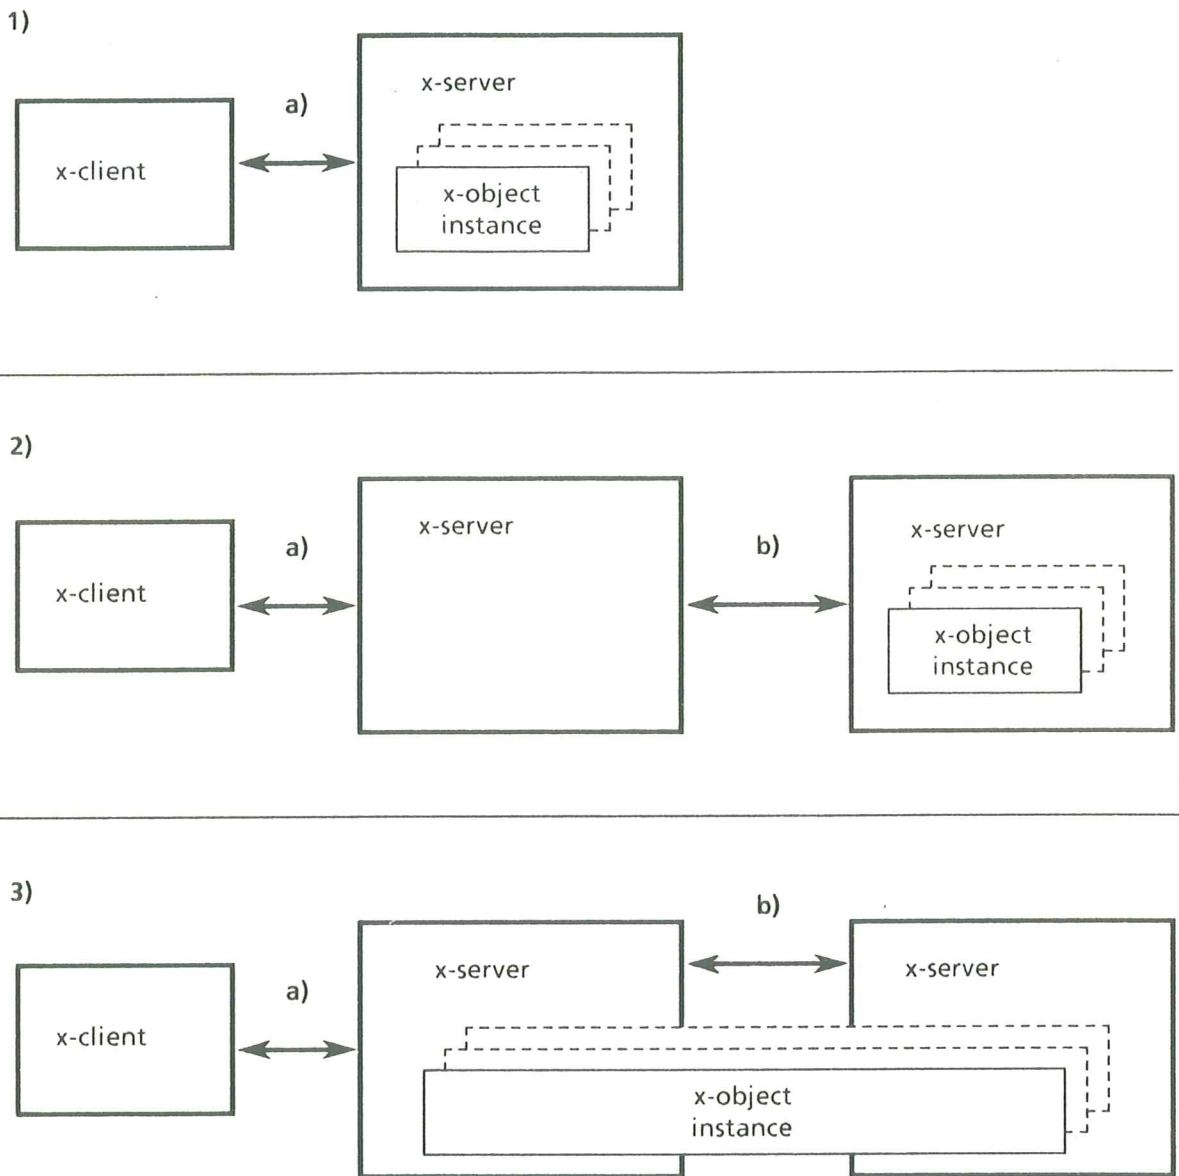 1)
x-server
a)
x-client
x-object
instance
2)
x-server
x-server
a)
b)
x-client
x-object
instance
3)
b)
x-server
x-server
a)
x-client
x-object
instance